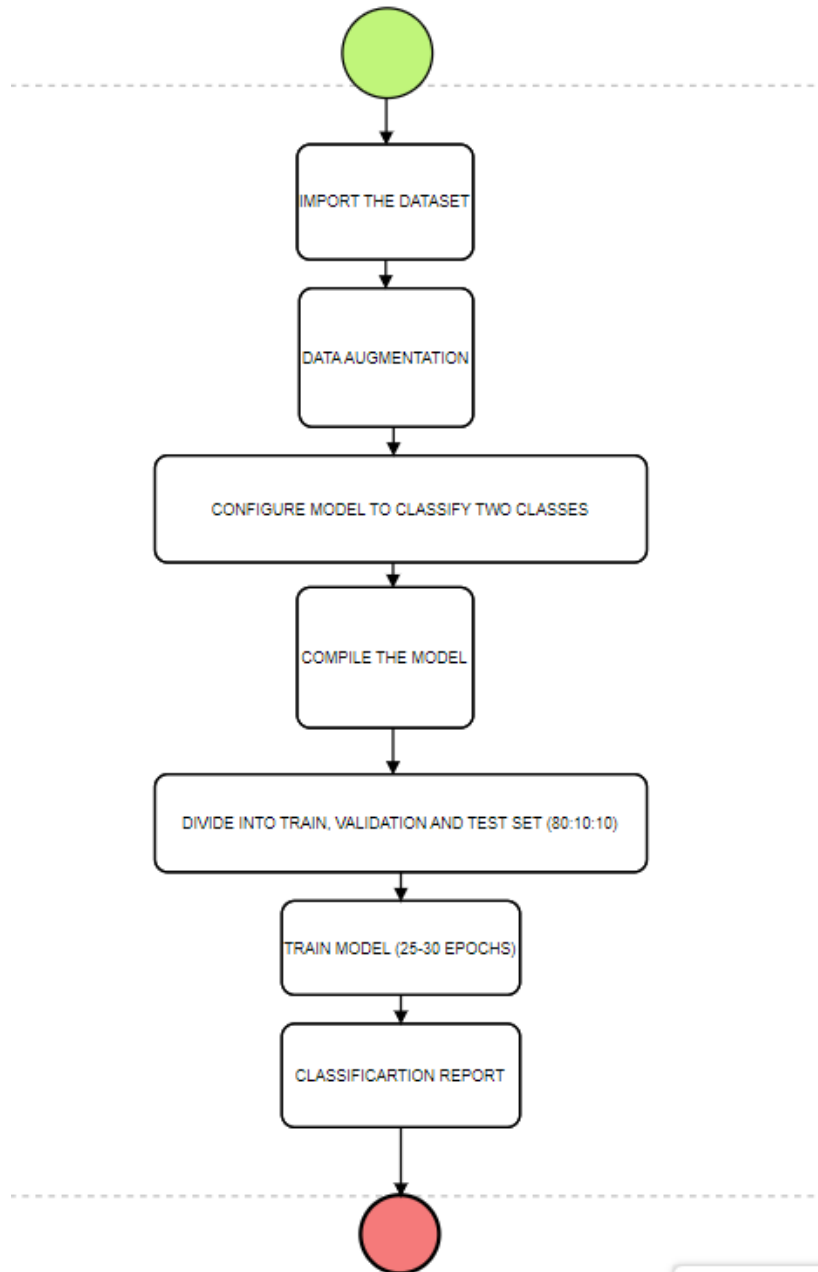 IMPORT THE DATASET
DATA AUGMENTATION
CONFIGURE MODEL TO CLASSIFY TWO CLASSES
COMPILE THE MODEL
DIVIDE INTO TRAIN, VALIDATION AND TEST SET (80:10:10)
TRAIN MODEL (25-30 EPOCHS)
CLASSIFICARTION REPORT